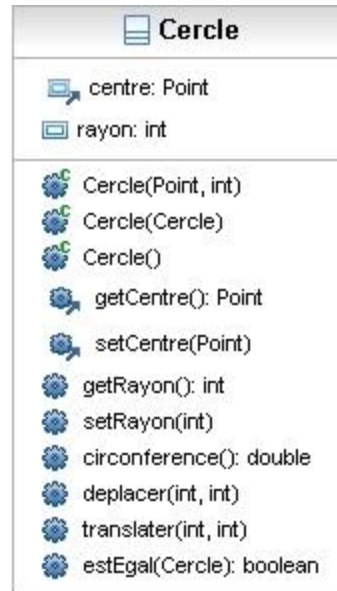 Cercle
centre: Point
rayon: int
Cercle(Point, int)
Cercle(Cercle)
Cercle()
getCentre(): Point
setCentre(Point)
getRayon(): int
setRayon(int)
circonference(): double
deplacer(int, int)
translater(int, int)
estEgal(Cercle): boolean